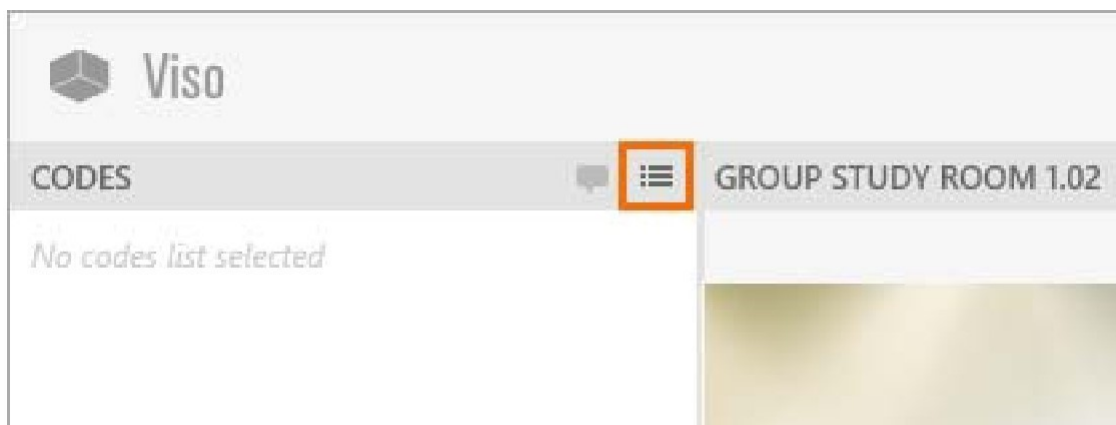 Viso
CODES
GROUP STUDY ROOM 1.02
No codes list selected